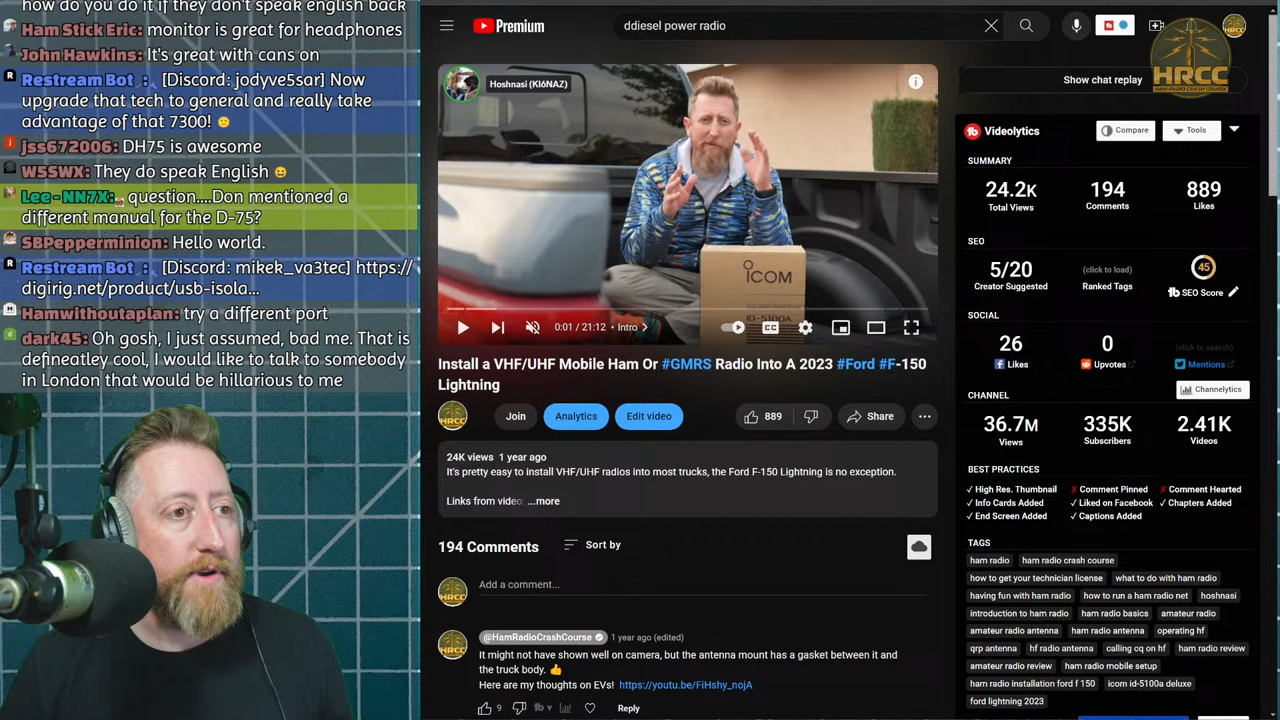 how do you do it if they don't speak english back
Ham Stick Eric: monitor is great for headphones
John Hawkins: It's great with cans on
Restream Bot : [Discord: jodyve5sar] Now
upgrade that tech to general and really take
advantage of that 7300!
jss672006: DH75 is awesome
WSSWX: They do speak English
Lee-NN7X: question....Don mentioned a
different manual for the D-75?
SBPepperminion: Hello world.
Restream Bot : [Discord: mikek_va3tec] https://
digirig.net/product/usb-isola...
Hamwithoutaplan: try a different port
dark45: Oh gosh, I just assumed, bad me. That is
defineatley cool, I would like to talk to somebody
in London that would be hillarious to me
Premium
ddiesel power radio
HRCC
HAM RADIO CRASH COURSE
Hoshnasi (KI6NAZ)
ICOM
ID-5100A
0:01 / 21:12 • Intro
CC
Install a VHF/UHF Mobile Ham Or #GMRS Radio Into A 2023 #Ford #F-150
Lightning
HRCC
Join
Analytics
Edit video
889
Share
24K views 1 year ago
It's pretty easy to install VHF/UHF radios into most trucks, the Ford F-150 Lightning is no exception.
Links from video: ...more
194 Comments
Sort by
HRCC
Add a comment...
HRCC
@HamRadioCrashCourse 1 year ago (edited)
It might not have shown well on camera, but the antenna mount has a gasket between it and
the truck body.
Here are my thoughts on EVs! https://youtu.be/FiHshy_nojA
9
Reply
Show chat replay
Videolytics
Compare
Tools
SUMMARY
24.2K 194 889
Total Views Comments Likes
SEO
5/20 (click to load) 45
Creator Suggested Ranked Tags tb SEO Score
SOCIAL
26 0 (click to search)
Likes Upvotes Mentions
Channelytics
CHANNEL
36.7M 335K 2.41K
Views Subscribers Videos
BEST PRACTICES
✓ High Res. Thumbnail ✗ Comment Pinned ✗ Comment Hearted
✓ Info Cards Added ✓ Liked on Facebook ✓ Chapters Added
✓ End Screen Added ✓ Captions Added
TAGS
ham radio ham radio crash course
how to get your technician license what to do with ham radio
having fun with ham radio how to run a ham radio net hoshnasi
introduction to ham radio ham radio basics amateur radio
amateur radio antenna ham radio antenna operating hf
qrp antenna hf radio antenna calling cq on hf ham radio review
amateur radio review ham radio mobile setup
ham radio installation ford f 150 icom id-5100a deluxe
ford lightning 2023